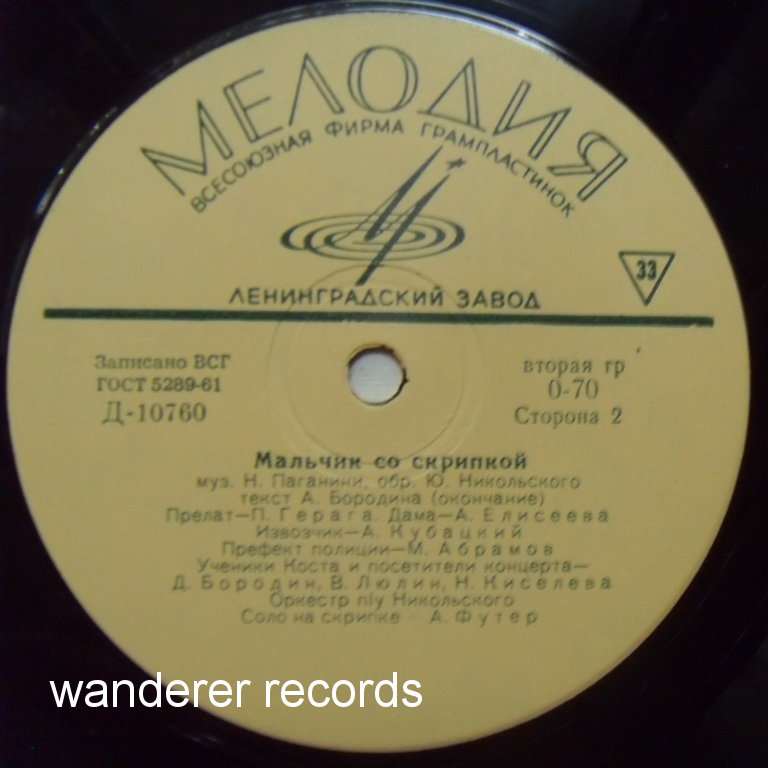 МЕЛОДИЯ
ВСЕСОЮЗНАЯ ФИРМА ГРАМПЛАСТИНОК
33
ЛЕНИНГРАДСКИЙ ЗАВОД
Записано ВСГ
ГОСТ 5289-61
Д-10760
вторая гр
0-70
Сторона 2
Мальчик со скрипкой
муз. Н. Паганини, обр. Ю. Никольского
текст А. Бородина (окончание)
Прелат—П. Герага. Дама—А. Елисеева
Извозчик—А. Кубацкий
Префект полиции—М. Абрамов
Ученики Коста и посетители концерта—
Д. Бородин, В. Люлин, Н. Киселева
Оркестр п/у Никольского
Соло на скрипке — А. Футер
wanderer records